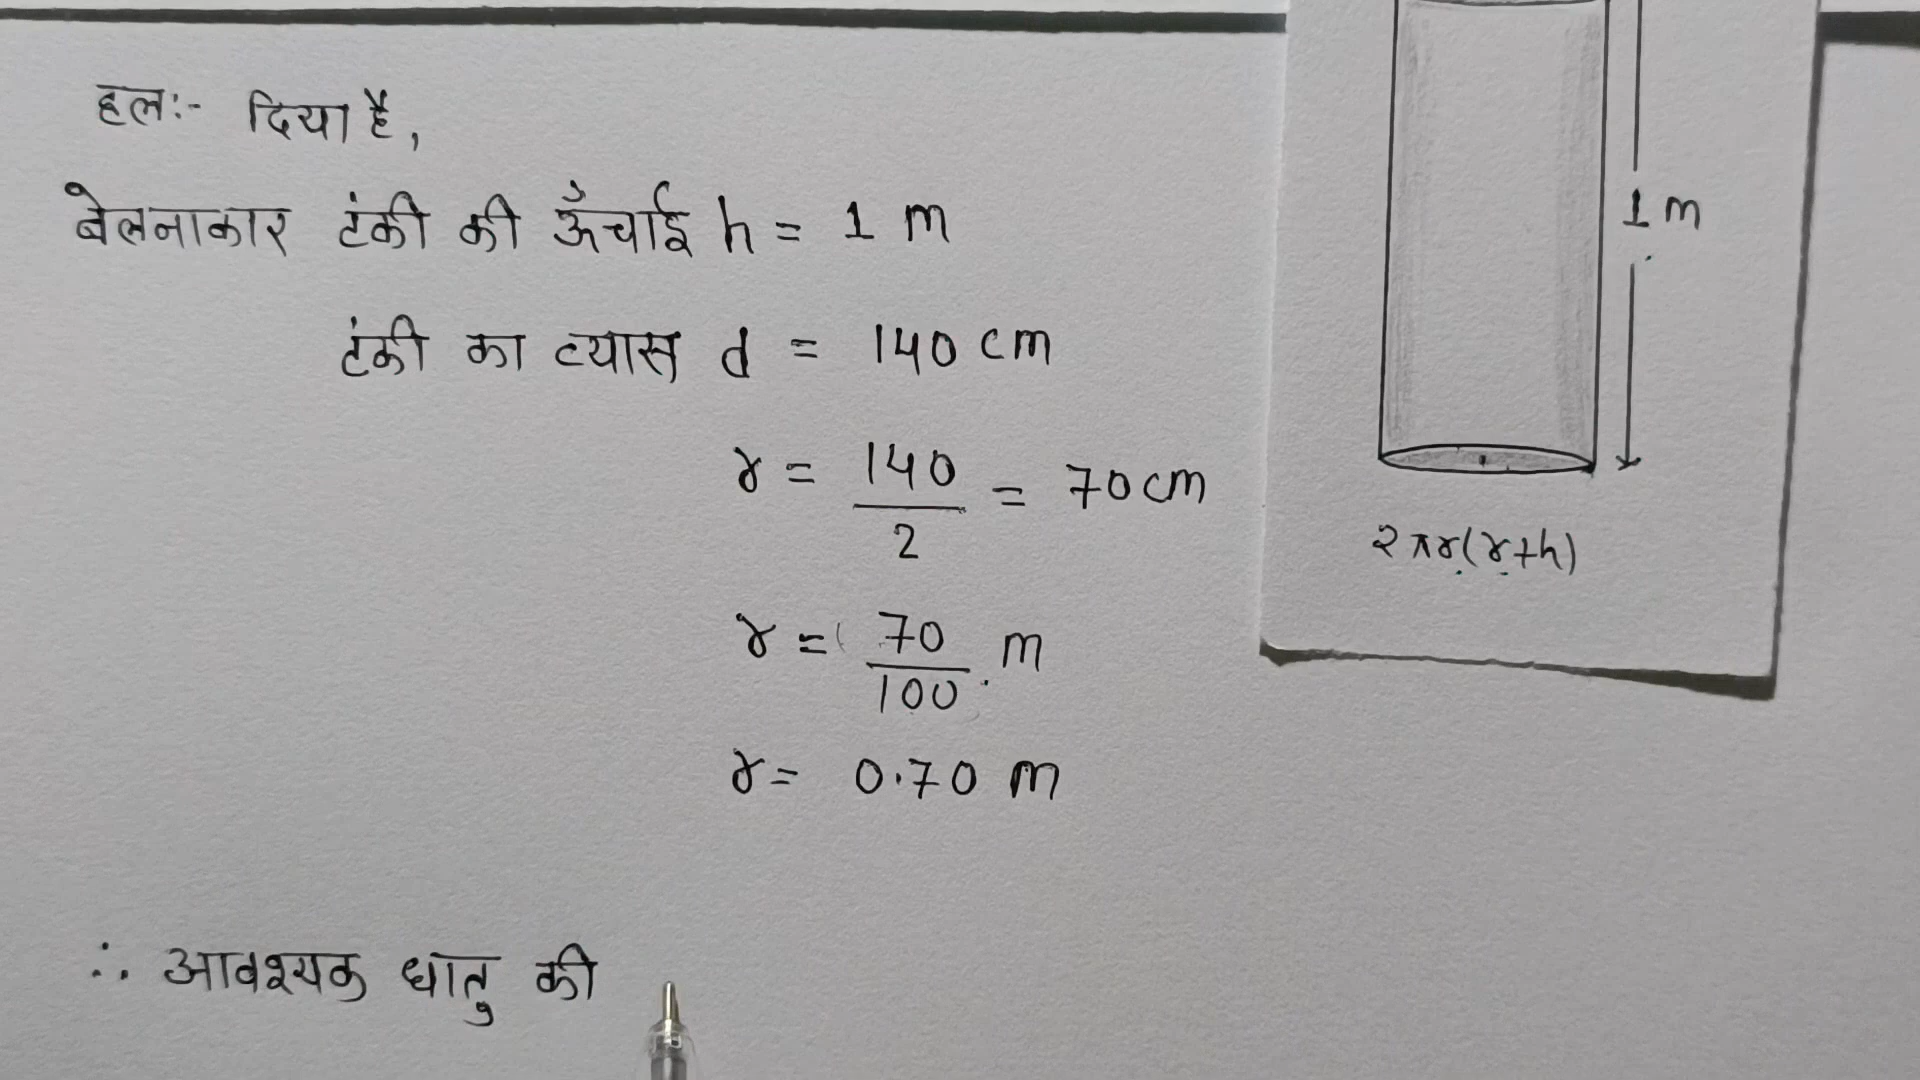 हल:- दिया है,
बेलनाकार टंकी की ऊँचाई h = 1 m
टंकी का व्यास d = 140 cm
r = 140/2 = 70 cm
r = 70/100 m
r = 0.70 m
∴ आवश्यक धातु की
1 m
2πr(r+h)